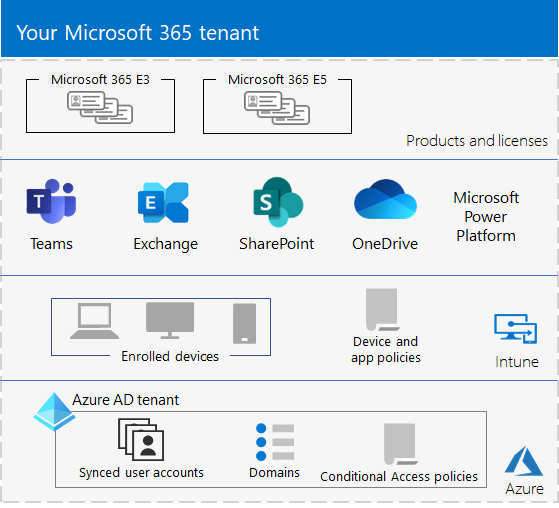 Your Microsoft 365 tenant
Microsoft 365 E3
Microsoft 365 E5
Products and licenses
T
Teams
E
Exchange
S
SharePoint
OneDrive
Microsoft
Power
Platform
Enrolled devices
Device and
app policies
Intune
Azure AD tenant
Synced user accounts
Domains
Conditional Access policies
Azure